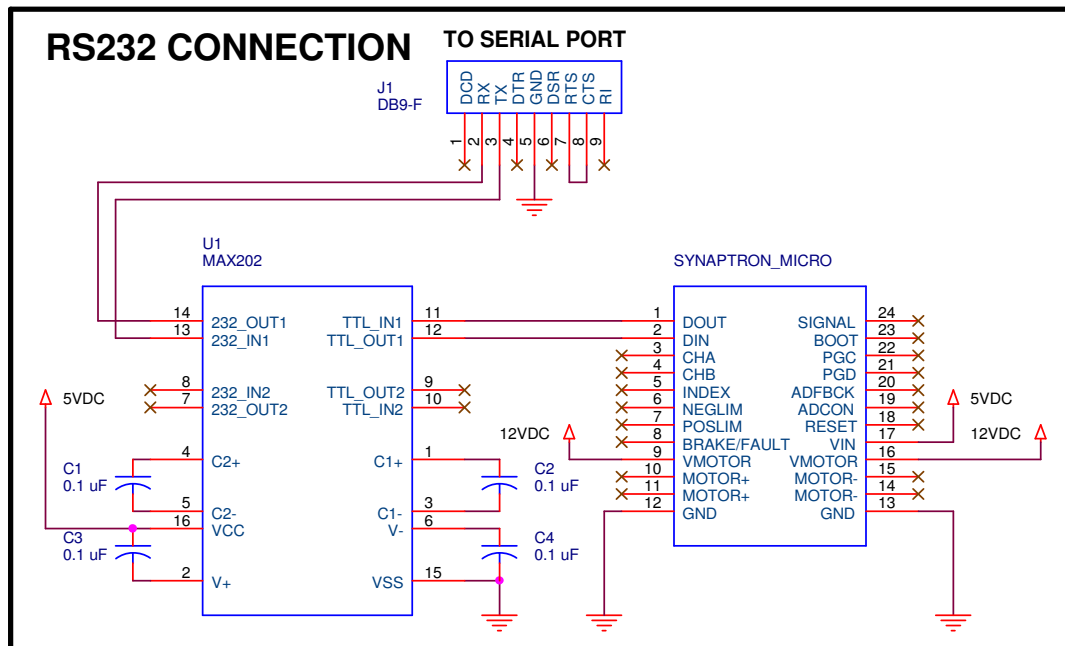 RS232 CONNECTION
TO SERIAL PORT
J1
DB9-F
DCD
RX
TX
DTR
GND
DSR
RTS
CTS
RI
1
2
3
4
5
6
7
8
9
U1
MAX202
SYNAPTRON_MICRO
14 232_OUT1 TTL_IN1 11
13 232_IN1 TTL_OUT1 12
8 232_IN2 TTL_OUT2 9
7 232_OUT2 TTL_IN2 10
4 C2+ C1+ 1
5 C2- C1- 3
16 VCC V- 6
2 V+ VSS 15
5VDC
C1
0.1 uF
C3
0.1 uF
C2
0.1 uF
C4
0.1 uF
1 DOUT SIGNAL 24
2 DIN BOOT 23
3 CHA PGC 22
4 CHB PGD 21
5 INDEX ADFBCK 20
6 NEGLIM ADCON 19
7 POSLIM RESET 18
8 BRAKE/FAULT VIN 17
9 VMOTOR VMOTOR 16
10 MOTOR+ MOTOR- 15
11 MOTOR+ MOTOR- 14
12 GND GND 13
12VDC
5VDC
12VDC